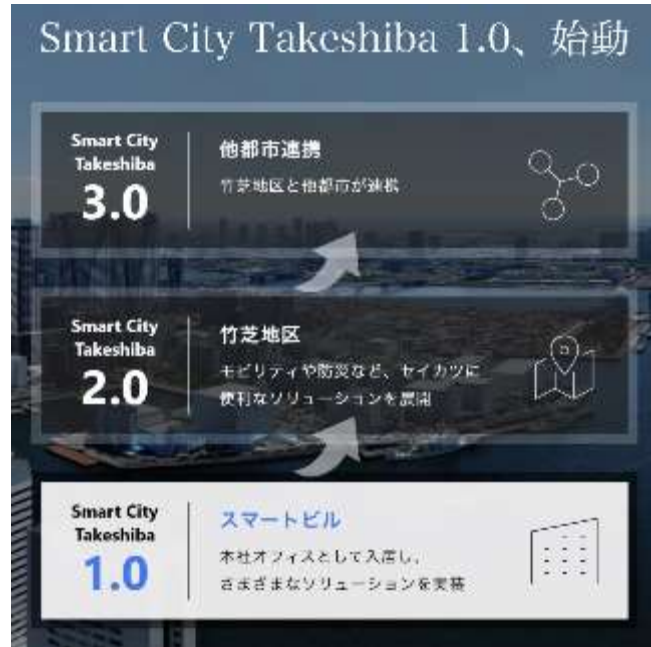 Smart City Takeshiba 1.0、始動
Smart City
Takeshiba
3.0
他都市連携
竹芝地区と他都市が連携
Smart City
Takeshiba
2.0
竹芝地区
モビリティや防災など、セイカツに
便利なソリューションを展開
Smart City
Takeshiba
1.0
スマートビル
本社オフィスとして入居し、
さまざまなソリューションを実装